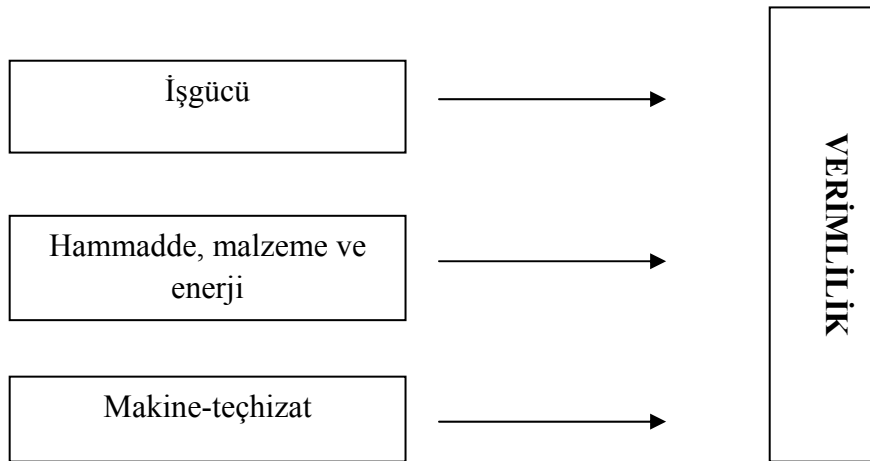 İşgücü
Hammadde, malzeme ve
enerji
Makine-teçhizat
VERİMLİLİK